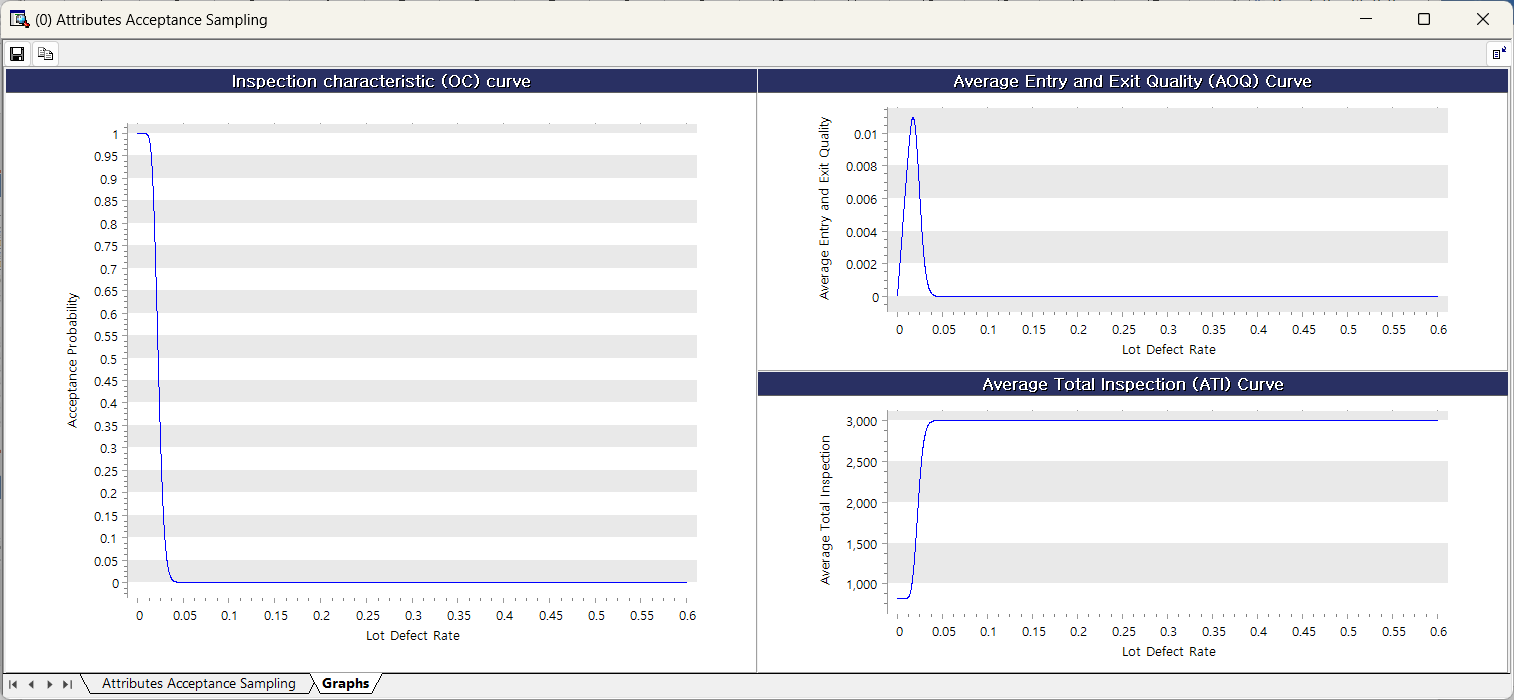 (0) Attributes Acceptance Sampling
Inspection characteristic (OC) curve
1
0.95
0.9
0.85
0.8
0.75
0.7
0.65
0.6
0.55
0.5
0.45
0.4
0.35
0.3
0.25
0.2
0.15
0.1
0.05
0
Acceptance Probability
0 0.05 0.1 0.15 0.2 0.25 0.3 0.35 0.4 0.45 0.5 0.55 0.6
Lot Defect Rate
Average Entry and Exit Quality (AOQ) Curve
0.01
0.008
0.006
0.004
0.002
0
Average Entry and Exit Quality
0 0.05 0.1 0.15 0.2 0.25 0.3 0.35 0.4 0.45 0.5 0.55 0.6
Lot Defect Rate
Average Total Inspection (ATI) Curve
3,000
2,500
2,000
1,500
1,000
Average Total Inspection
0 0.05 0.1 0.15 0.2 0.25 0.3 0.35 0.4 0.45 0.5 0.55 0.6
Lot Defect Rate
Attributes Acceptance Sampling Graphs